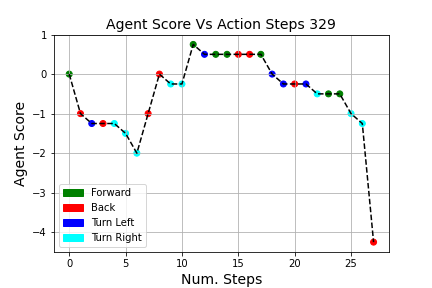 Agent Score Vs Action Steps 329
Agent Score
1
0
−1
−2
−3
−4
Forward
Back
Turn Left
Turn Right
0 5 10 15 20 25
Num. Steps